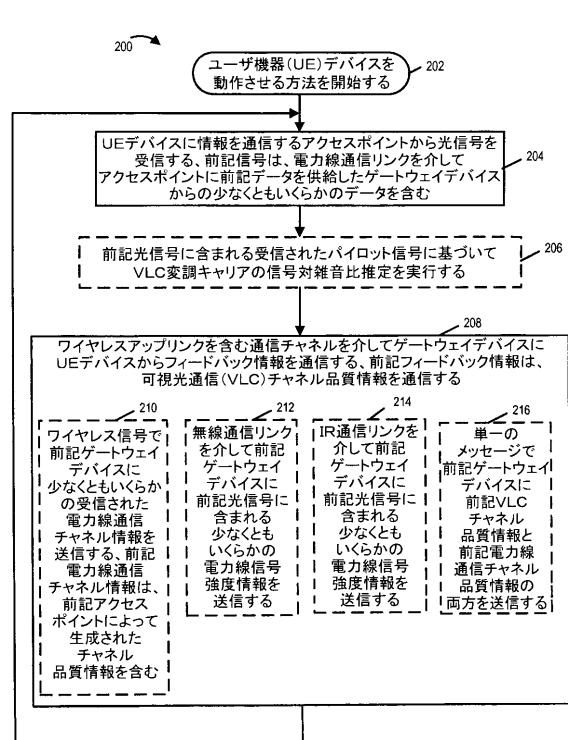 200
ユーザ機器(UE)デバイスを
動作させる方法を開始する
202
UEデバイスに情報を通信するアクセスポイントから光信号を
受信する、前記信号は、電力線通信リンクを介して
アクセスポイントに前記データを供給したゲートウェイデバイス
からの少なくともいくらかのデータを含む
204
前記光信号に含まれる受信されたパイロット信号に基づいて
VLC変調キャリアの信号対雑音比推定を実行する
206
208
ワイヤレスアップリンクを含む通信チャネルを介してゲートウェイデバイスに
UEデバイスからフィードバック情報を通信する、前記フィードバック情報は、
可視光通信(VLC)チャネル品質情報を通信する
210
ワイヤレス信号で
前記ゲートウェイ
デバイスに
少なくともいくらか
の受信された
電力線通信
チャネル情報を
送信する、前記
電力線通信
チャネル情報は、
前記アクセス
ポイントによって
生成された
チャネル
品質情報を含む
212
無線通信リンク
を介して前記
ゲートウェイ
デバイスに
前記光信号に
含まれる
少なくとも
いくらかの
電力線信号
強度情報を
送信する
214
IR通信リンクを
介して前記
ゲートウェイ
デバイスに
前記光信号に
含まれる
少なくとも
いくらかの
電力線信号
強度情報を
送信する
216
単一の
メッセージで
前記ゲートウェイ
デバイスに
前記VLC
チャネル
品質情報と
前記電力線
通信チャネル
品質情報の
両方を送信する